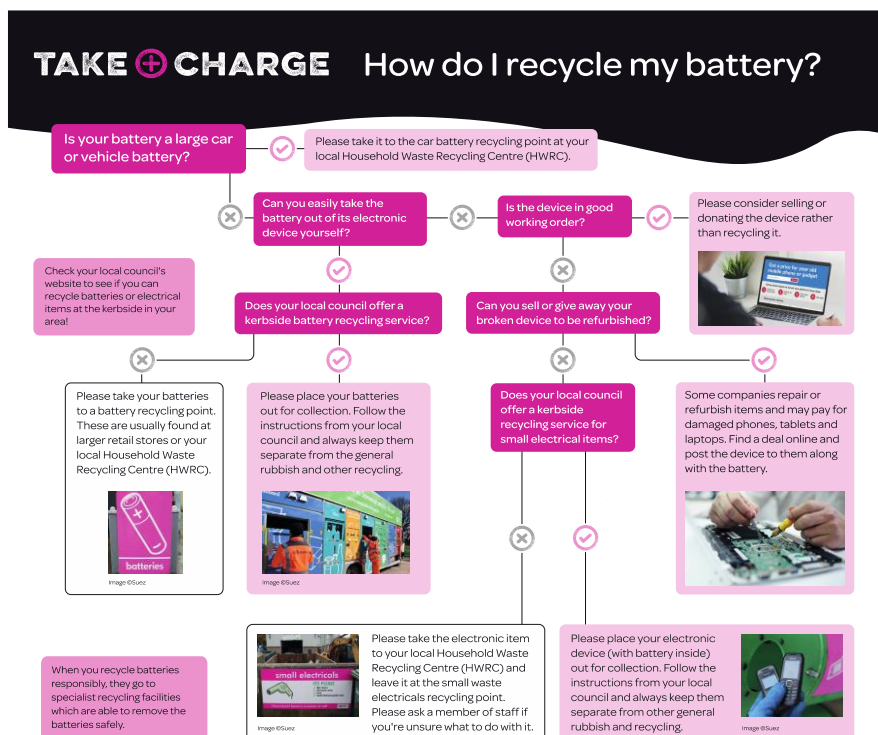 TAKE CHARGE
How do I recycle my battery?
Is your battery a large car
or vehicle battery?
Please take it to the car battery recycling point at your
local Household Waste Recycling Centre (HWRC).
Can you easily take the
battery out of its electronic
device yourself?
Is the device in good
working order?
Please consider selling or
donating the device rather
than recycling it.
Check your local council's
website to see if you can
recycle batteries or electrical
items at the kerbside in your
area!
Does your local council offer a
kerbside battery recycling service?
Can you sell or give away your
broken device to be refurbished?
Please take your batteries
to a battery recycling point.
These are usually found at
larger retail stores or your
local Household Waste
Recycling Centre (HWRC).
batteries
Image ©Suez
Please place your batteries
out for collection. Follow the
instructions from your local
council and always keep them
separate from the general
rubbish and other recycling.
Image ©Suez
Does your local council
offer a kerbside
recycling service for
small electrical items?
Some companies repair or
refurbish items and may pay for
damaged phones, tablets and
laptops. Find a deal online and
post the device to them along
with the battery.
When you recycle batteries
responsibly, they go to
specialist recycling facilities
which are able to remove the
batteries safely.
small electricals
Image ©Suez
Please take the electronic item
to your local Household Waste
Recycling Centre (HWRC) and
leave it at the small waste
electricals recycling point.
Please ask a member of staff if
you're unsure what to do with it.
Please place your electronic
device (with battery inside)
out for collection. Follow the
instructions from your local
council and always keep them
separate from other general
rubbish and recycling.
Image ©Suez